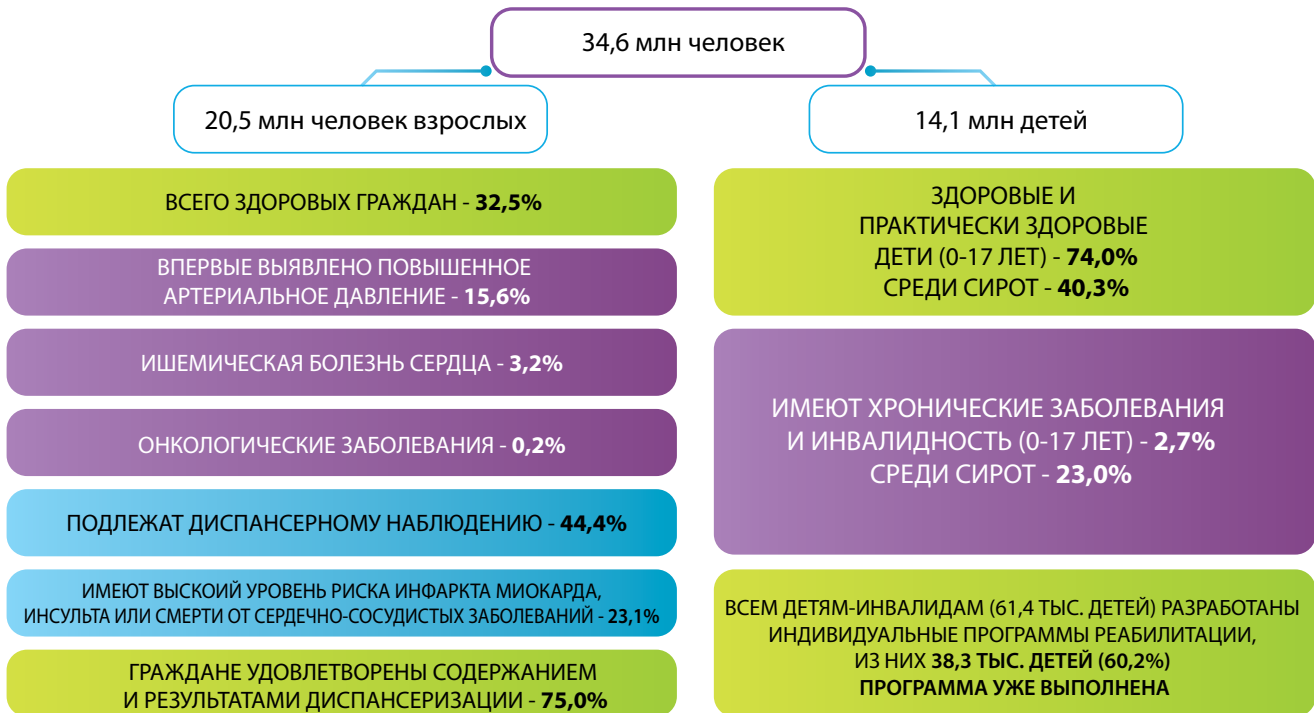 34,6 млн человек
20,5 млн человек взрослых
ВСЕГО ЗДОРОВЫХ ГРАЖДАН - 32,5%
ВПЕРВЫЕ ВЫЯВЛЕНО ПОВЫШЕННОЕ
АРТЕРИАЛЬНОЕ ДАВЛЕНИЕ - 15,6%
ИШЕМИЧЕСКАЯ БОЛЕЗНЬ СЕРДЦА - 3,2%
ОНКОЛОГИЧЕСКИЕ ЗАБОЛЕВАНИЯ - 0,2%
ПОДЛЕЖАТ ДИСПАНСЕРНОМУ НАБЛЮДЕНИЮ - 44,4%
ИМЕЮТ ВЫСКОИЙ УРОВЕНЬ РИСКА ИНФАРКТА МИОКАРДА,
ИНСУЛЬТА ИЛИ СМЕРТИ ОТ СЕРДЕЧНО-СОСУДИСТЫХ ЗАБОЛЕВАНИЙ - 23,1%
ГРАЖДАНЕ УДОВЛЕТВОРЕНЫ СОДЕРЖАНИЕМ
И РЕЗУЛЬТАТАМИ ДИСПАНСЕРИЗАЦИИ - 75,0%
14,1 млн детей
ЗДОРОВЫЕ И
ПРАКТИЧЕСКИ ЗДОРОВЫЕ
ДЕТИ (0-17 ЛЕТ) - 74,0%
СРЕДИ СИРОТ - 40,3%
ИМЕЮТ ХРОНИЧЕСКИЕ ЗАБОЛЕВАНИЯ
И ИНВАЛИДНОСТЬ (0-17 ЛЕТ) - 2,7%
СРЕДИ СИРОТ - 23,0%
ВСЕМ ДЕТЯМ-ИНВАЛИДАМ (61,4 ТЫС. ДЕТЕЙ) РАЗРАБОТАНЫ
ИНДИВИДУАЛЬНЫЕ ПРОГРАММЫ РЕАБИЛИТАЦИИ,
ИЗ НИХ 38,3 ТЫС. ДЕТЕЙ (60,2%)
ПРОГРАММА УЖЕ ВЫПОЛНЕНА